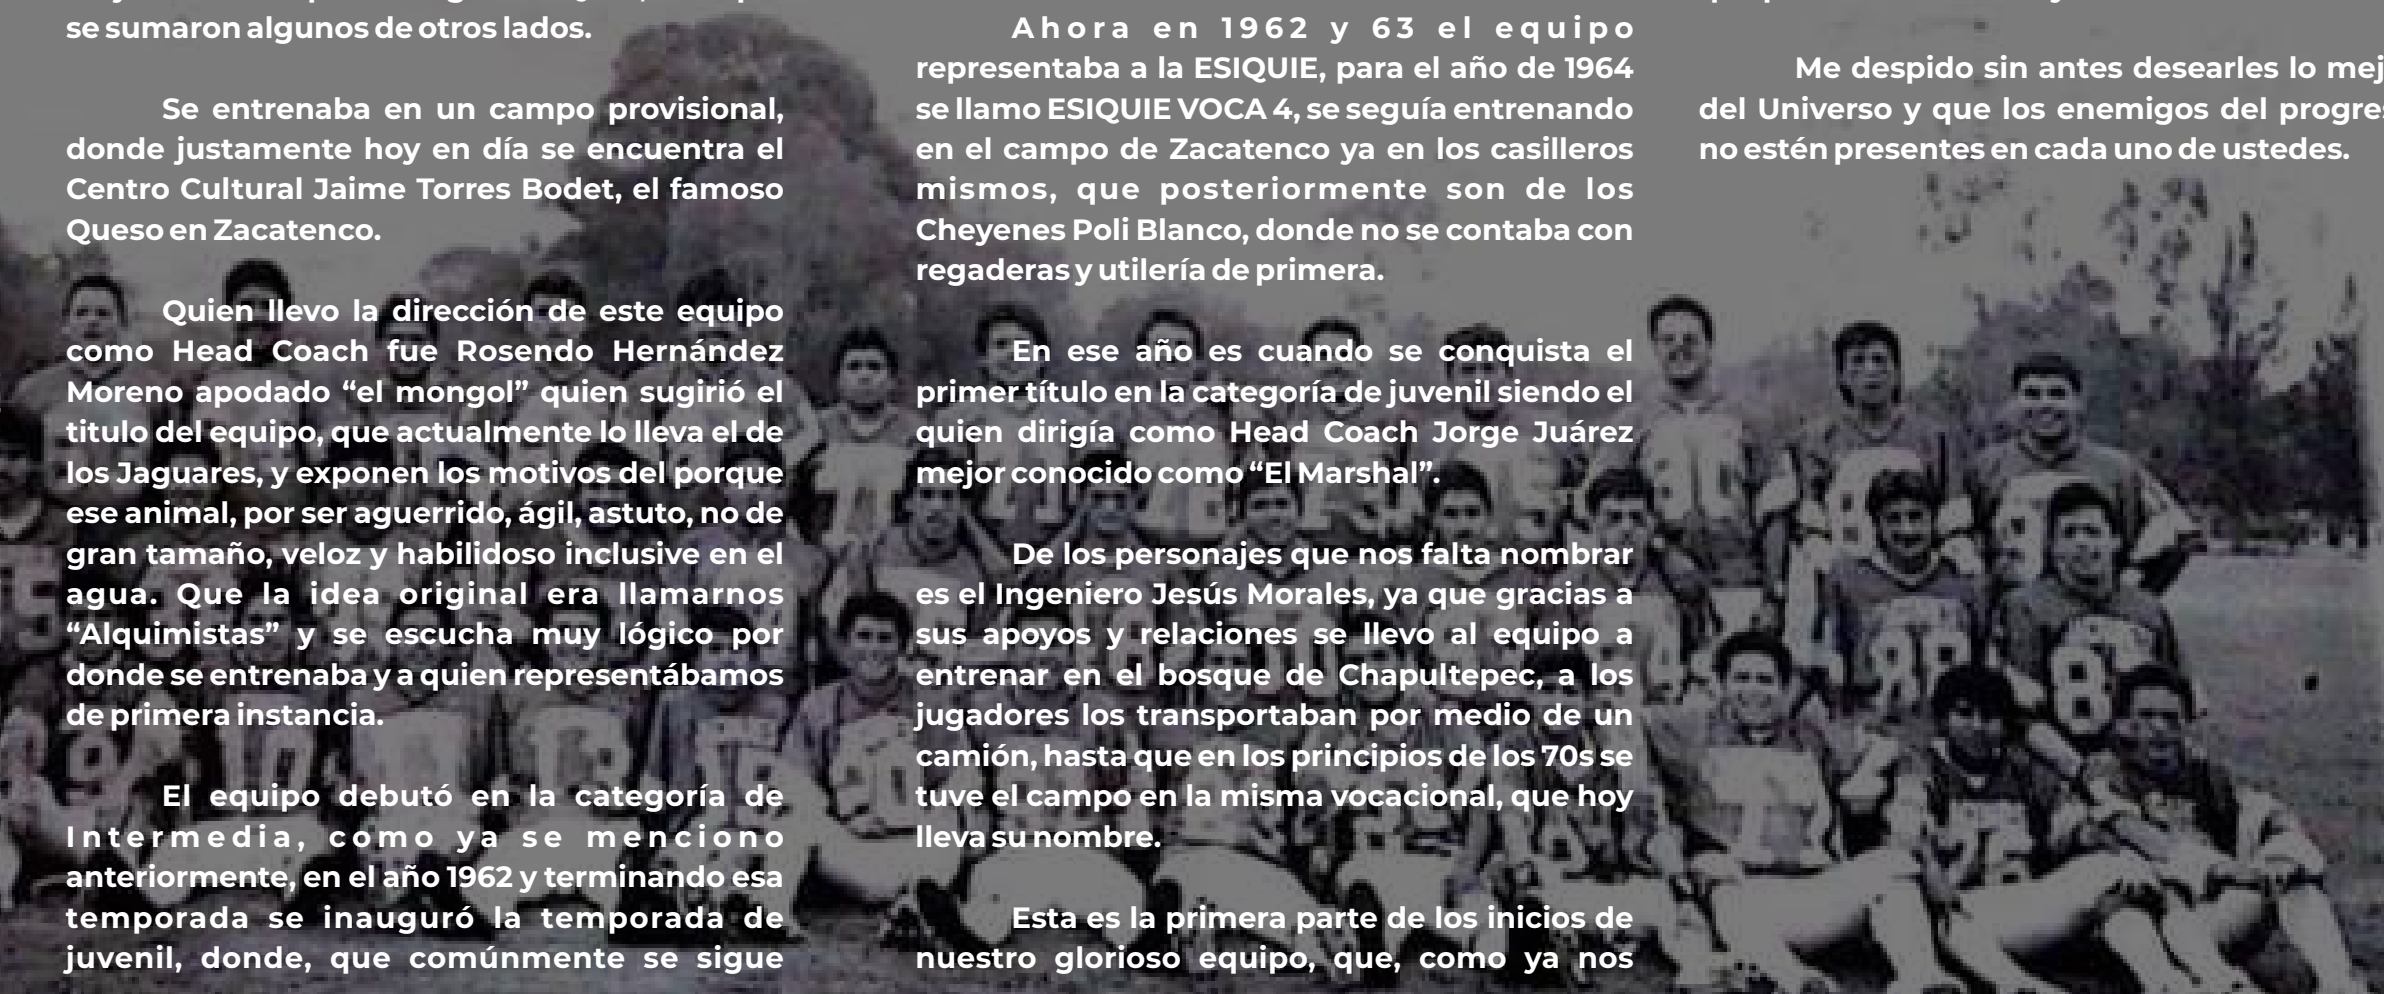 se sumaron algunos de otros lados.
Se entrenaba en un campo provisional,
donde justamente hoy en día se encuentra el
Centro Cultural Jaime Torres Bodet, el famoso
Queso en Zacatenco.
Quien llevo la dirección de este equipo
como Head Coach fue Rosendo Hernández
Moreno apodado “el mongol” quien sugirió el
titulo del equipo, que actualmente lo lleva el de
los Jaguares, y exponen los motivos del porque
ese animal, por ser aguerrido, ágil, astuto, no de
gran tamaño, veloz y habilidoso inclusive en el
agua. Que la idea original era llamarnos
“Alquimistas” y se escucha muy lógico por
donde se entrenaba y a quien representábamos
de primera instancia.
El equipo debutó en la categoría de
Intermedia, como ya se menciono
anteriormente, en el año 1962 y terminando esa
temporada se inauguró la temporada de
juvenil, donde, que comúnmente se sigue
Ahora en 1962 y 63 el equipo
representaba a la ESIQUIE, para el año de 1964
se llamo ESIQUIE VOCA 4, se seguía entrenando
en el campo de Zacatenco ya en los casilleros
mismos, que posteriormente son de los
Cheyenes Poli Blanco, donde no se contaba con
regaderas y utilería de primera.
En ese año es cuando se conquista el
primer título en la categoría de juvenil siendo el
quien dirigía como Head Coach Jorge Juárez
mejor conocido como “El Marshal”.
De los personajes que nos falta nombrar
es el Ingeniero Jesús Morales, ya que gracias a
sus apoyos y relaciones se llevo al equipo a
entrenar en el bosque de Chapultepec, a los
jugadores los transportaban por medio de un
camión, hasta que en los principios de los 70s se
tuve el campo en la misma vocacional, que hoy
lleva su nombre.
Esta es la primera parte de los inicios de
nuestro glorioso equipo, que, como ya nos
Me despido sin antes desearles lo mej
del Universo y que los enemigos del progres
no estén presentes en cada uno de ustedes.